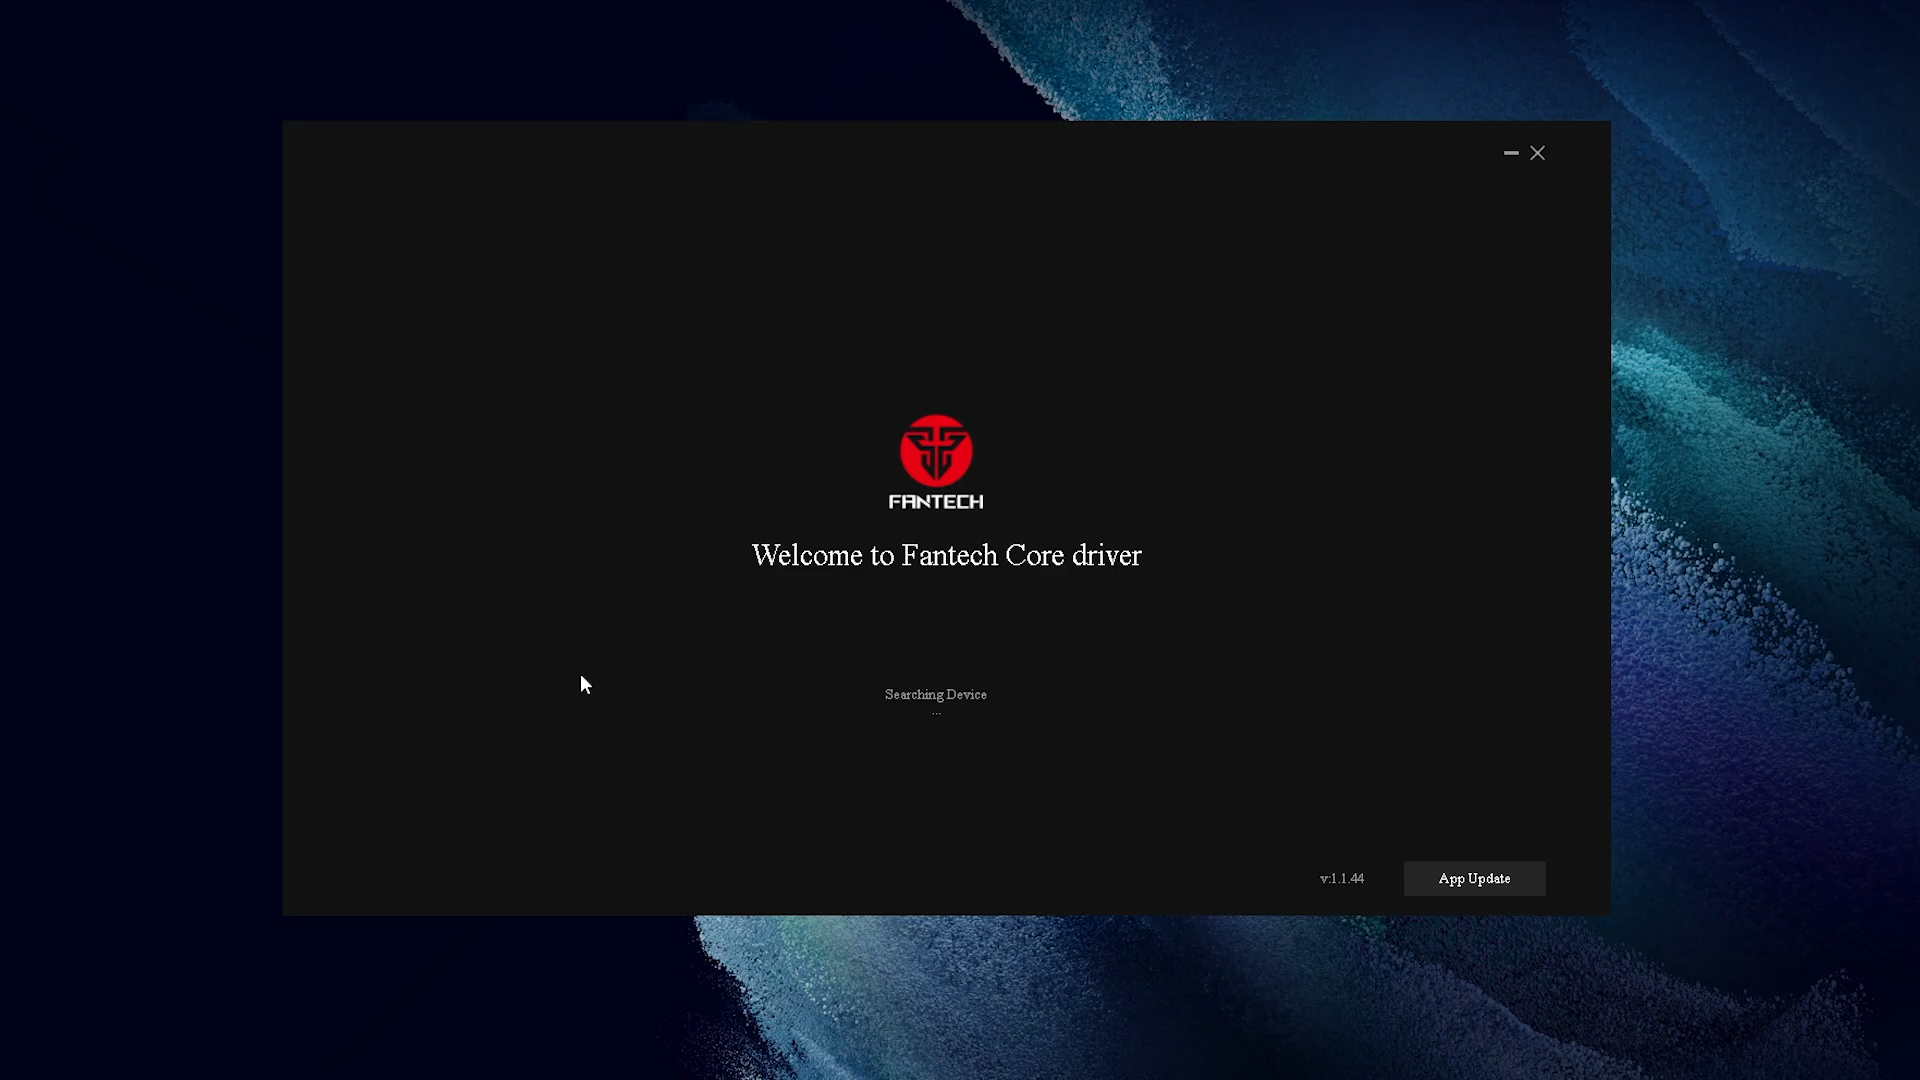 FANTECH
Welcome to Fantech Core driver
Searching Device
...
v:1.1.44
App Update